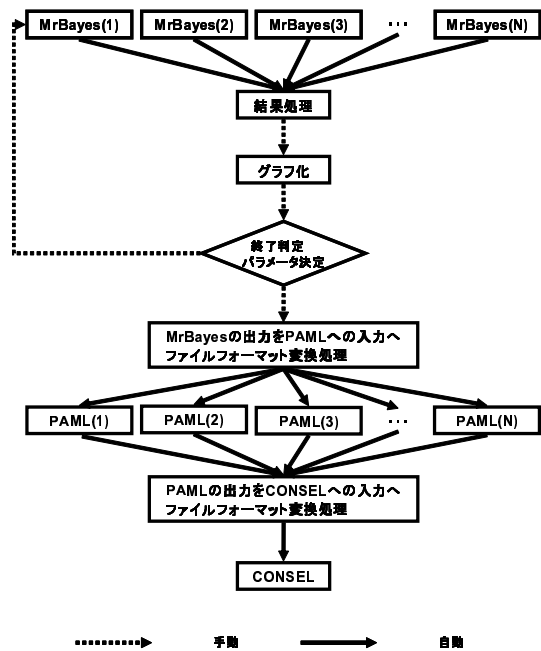 MrBayes(1) MrBayes(2) MrBayes(3) … MrBayes(N)
結果処理
グラフ化
終了判定
パラメータ決定
MrBayesの出力をPAMLへの入力へ
ファイルフォーマット変換処理
PAML(1) PAML(2) PAML(3) … PAML(N)
PAMLの出力をCONSELへの入力へ
ファイルフォーマット変換処理
CONSEL
手動 自動